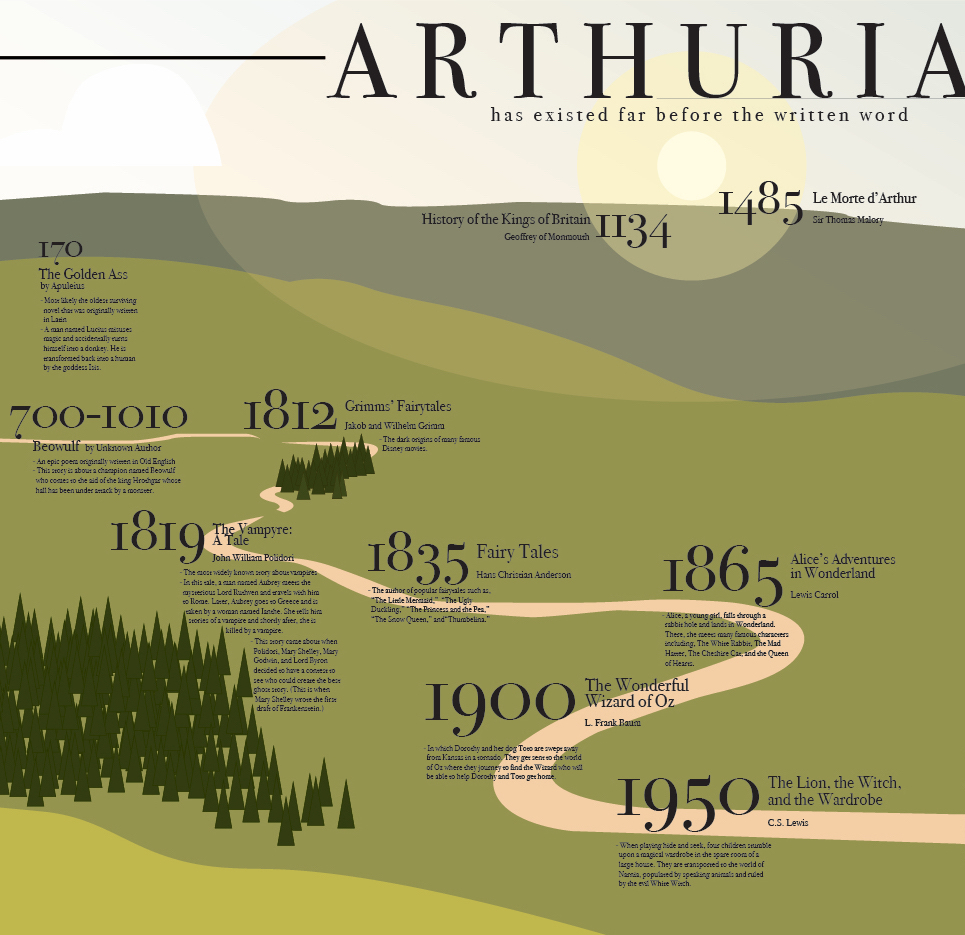 ARTHURIA
has existed far before the written word
1485
Le Morte d'Arthur
Sir Thomas Malory
History of the Kings of Britain
Geoffrey of Monmouth
1134
170
The Golden Ass
by Apuleius
- Most likely the oldest surviving
novel that was originally written
in Latin
- A man named Lucius misuses
magic and accidentally turns
himself into a donkey. He is
transformed back into a human
by the goddess Isis.
700-1010
Beowulf by Unknown Author
- An epic poem originally written in Old English
- This story is about a champion named Beowulf
who comes to the aid of the king Hrothgar whose
hall has been under attack by a monster.
1812
Grimms' Fairytales
Jakob and Wilhelm Grimm
- The dark origins of many famous
Disney movies.
1819
The Vampyre:
A Tale
John William Polidori
- The most widely known story about vampires
- In this tale, a man named Aubrey meets the
mysterious Lord Ruthven and travels with him
to Rome. Later, Aubrey goes to Greece and is
taken by a woman named Ianthe. She tells him
stories of a vampire and shortly after, she is
killed by a vampire.
- This story came about when
Polidori, Mary Shelley, Mary
Godwin, and Lord Byron
decided to have a contest to
see who could create the best
ghost story. (This is when
Mary Shelley wrote the first
draft of Frankenstein.)
1835
Fairy Tales
Hans Christian Anderson
- The author of popular fairytales such as,
"The Little Mermaid," "The Ugly
Duckling," "The Princess and the Pea,"
"The Snow Queen," and "Thumbelina."
1865
Alice's Adventures
in Wonderland
Lewis Carrol
- Alice, a young girl, falls through a
rabbit hole and lands in Wonderland.
There, she meets many famous characters
including, The White Rabbit, The Mad
Hatter, The Cheshire Cat, and the Queen
of Hearts.
1900
The Wonderful
Wizard of Oz
L. Frank Baum
- In which Dorothy and her dog Toto are swept away
from Kansas in a tornado. They get sent to the world
of Oz where they journey to find the Wizard who will
be able to help Dorothy and Toto get home.
1950
The Lion, the Witch,
and the Wardrobe
C.S. Lewis
- When playing hide and seek, four children stumble
upon a magical wardrobe in the spare room of a
large house. They are transported to the world of
Narnia, populated by speaking animals and ruled
by the evil White Witch.